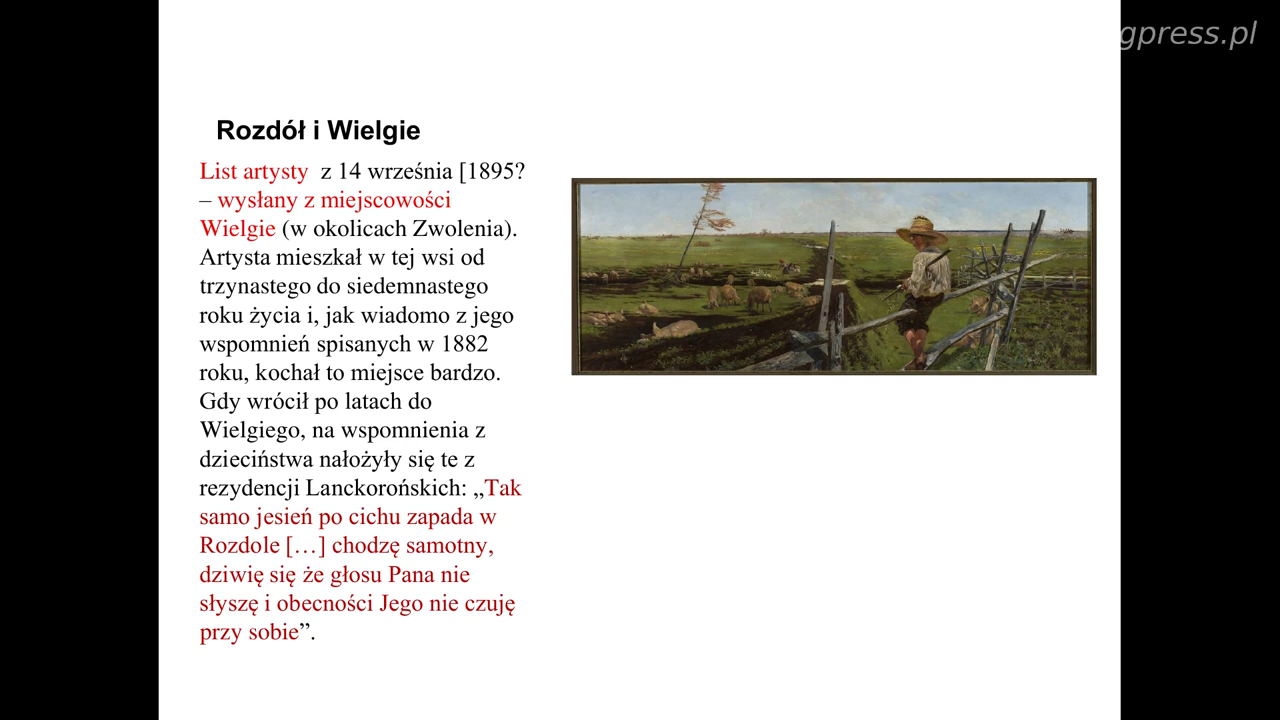 gpress.pl
Rozdół i Wielgie
List artysty z 14 września [1895?
– wysłany z miejscowości
Wielgie (w okolicach Zwolenia).
Artysta mieszkał w tej wsi od
trzynastego do siedemnastego
roku życia i, jak wiadomo z jego
wspomnień spisanych w 1882
roku, kochał to miejsce bardzo.
Gdy wrócił po latach do
Wielgiego, na wspomnienia z
dzieciństwa nałożyły się te z
rezydencji Lanckorońskich: „Tak
samo jesień po cichu zapada w
Rozdole […] chodzę samotny,
dziwię się że głosu Pana nie
słyszę i obecności Jego nie czuję
przy sobie”.